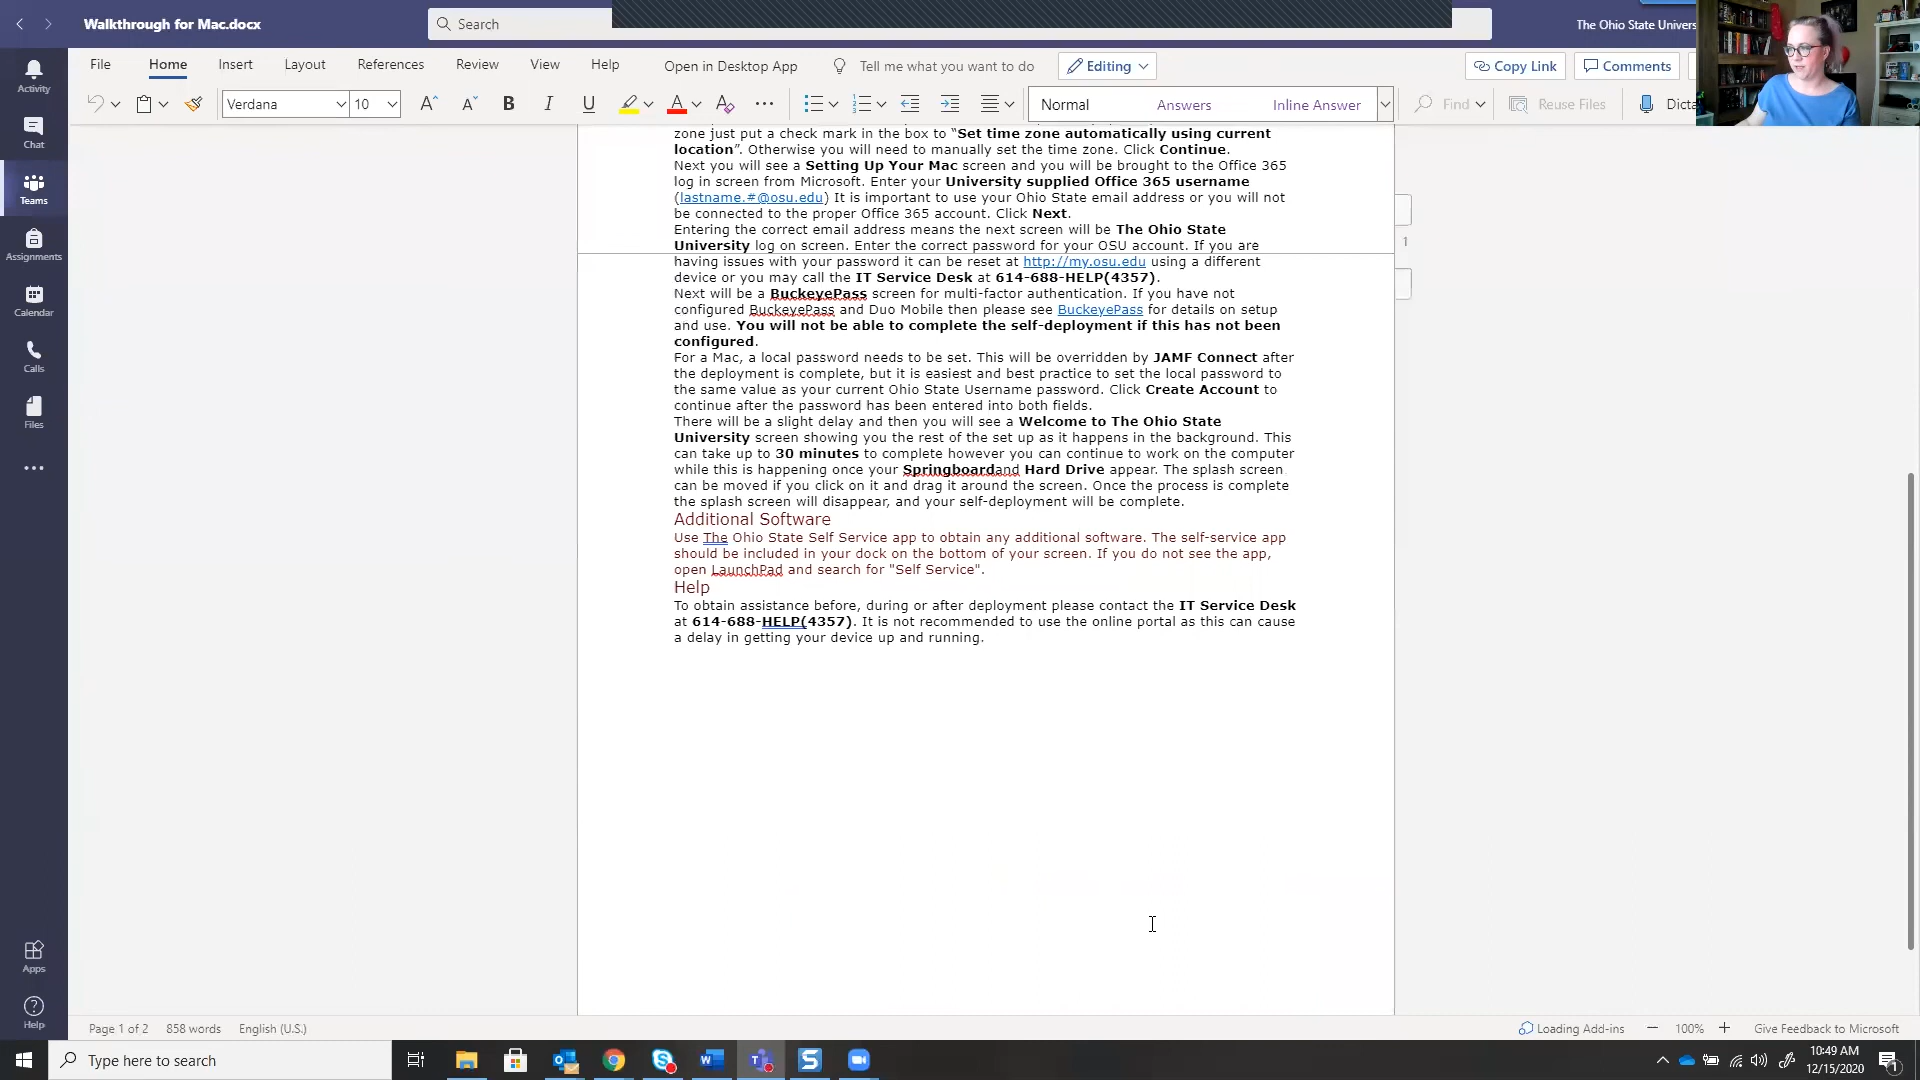 Walkthrough for Mac.docx
Search
The Ohio State Univers
File Home Insert Layout References Review View Help Open in Desktop App Tell me what you want to do Editing Copy Link Comments
Verdana 10 B I U A Normal Answers Inline Answer Find Reuse Files Dicta
Activity
Chat
Teams
Assignments
Calendar
Calls
Files
Apps
Help
zone just put a check mark in the box to “Set time zone automatically using current
location”. Otherwise you will need to manually set the time zone. Click Continue.
Next you will see a Setting Up Your Mac screen and you will be brought to the Office 365
log in screen from Microsoft. Enter your University supplied Office 365 username
(lastname.#@osu.edu) It is important to use your Ohio State email address or you will not
be connected to the proper Office 365 account. Click Next.
Entering the correct email address means the next screen will be The Ohio State
University log on screen. Enter the correct password for your OSU account. If you are
having issues with your password it can be reset at http://my.osu.edu using a different
device or you may call the IT Service Desk at 614-688-HELP(4357).
Next will be a BuckeyePass screen for multi-factor authentication. If you have not
configured BuckeyePass and Duo Mobile then please see BuckeyePass for details on setup
and use. You will not be able to complete the self-deployment if this has not been
configured.
For a Mac, a local password needs to be set. This will be overridden by JAMF Connect after
the deployment is complete, but it is easiest and best practice to set the local password to
the same value as your current Ohio State Username password. Click Create Account to
continue after the password has been entered into both fields.
There will be a slight delay and then you will see a Welcome to The Ohio State
University screen showing you the rest of the set up as it happens in the background. This
can take up to 30 minutes to complete however you can continue to work on the computer
while this is happening once your Springboardand Hard Drive appear. The splash screen
can be moved if you click on it and drag it around the screen. Once the process is complete
the splash screen will disappear, and your self-deployment will be complete.
Additional Software
Use The Ohio State Self Service app to obtain any additional software. The self-service app
should be included in your dock on the bottom of your screen. If you do not see the app,
open LaunchPad and search for "Self Service".
Help
To obtain assistance before, during or after deployment please contact the IT Service Desk
at 614-688-HELP(4357). It is not recommended to use the online portal as this can cause
a delay in getting your device up and running.
1
Page 1 of 2 858 words English (U.S.) Loading Add-ins 100% Give Feedback to Microsoft
Type here to search
10:49 AM
12/15/2020
1